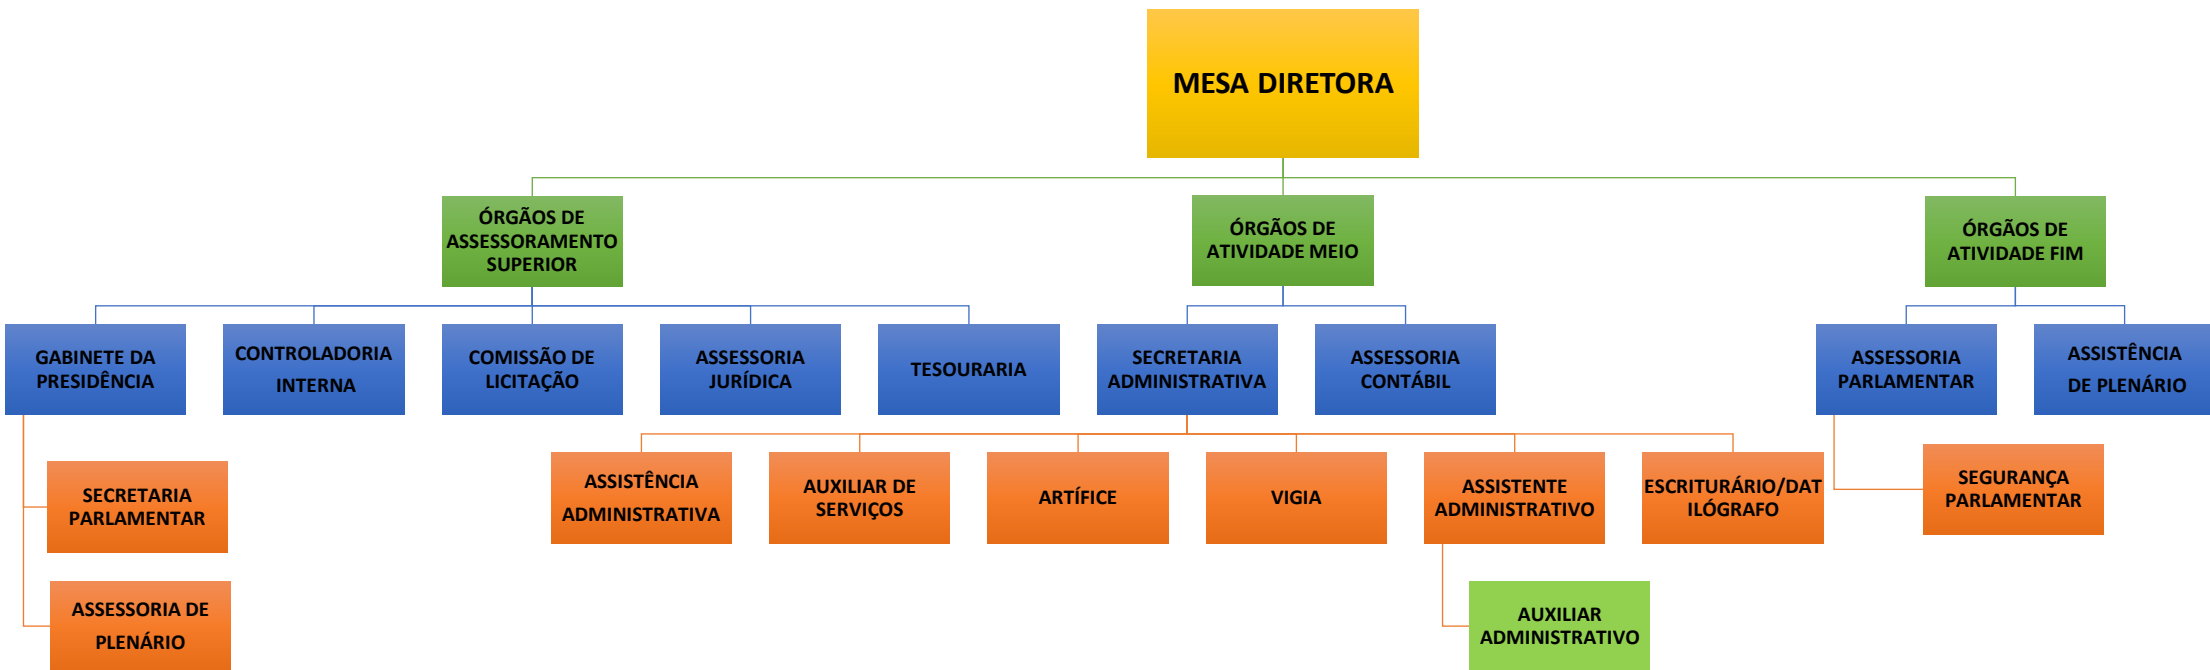 MESA DIRETORA
ÓRGÃOS DE
ASSESSORAMENTO
SUPERIOR
ÓRGÃOS DE
ATIVIDADE MEIO
ÓRGÃOS DE
ATIVIDADE FIM
GABINETE DA
PRESIDÊNCIA
CONTROLADORIA
INTERNA
COMISSÃO DE
LICITAÇÃO
ASSESSORIA
JURÍDICA
TESOURARIA
SECRETARIA
ADMINISTRATIVA
ASSESSORIA
CONTÁBIL
ASSESSORIA
PARLAMENTAR
ASSISTÊNCIA
DE PLENÁRIO
SECRETARIA
PARLAMENTAR
ASSISTÊNCIA
ADMINISTRATIVA
AUXILIAR DE
SERVIÇOS
ARTÍFICE
VIGIA
ASSISTENTE
ADMINISTRATIVO
ESCRITURÁRIO/DAT
ILÓGRAFO
SEGURANÇA
PARLAMENTAR
ASSESSORIA DE
PLENÁRIO
AUXILIAR
ADMINISTRATIVO